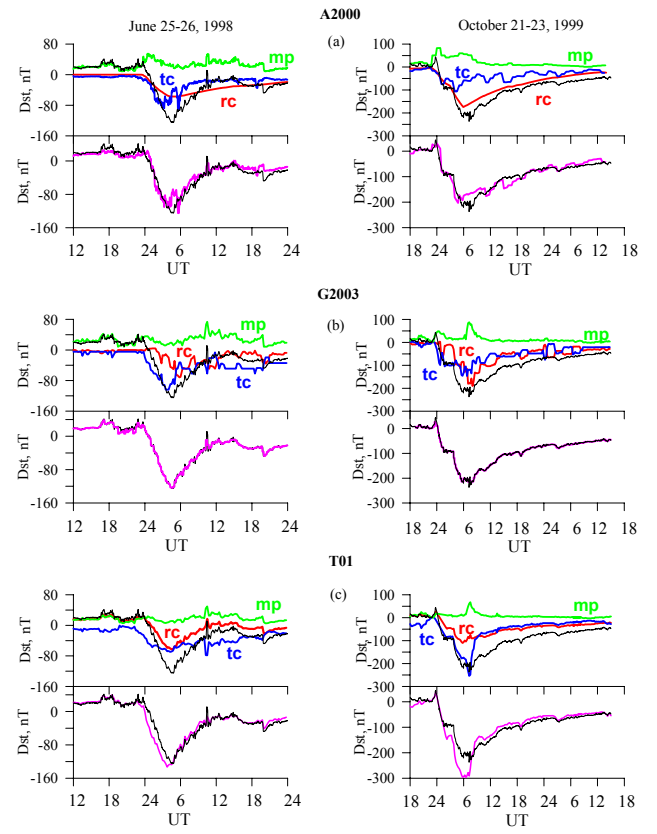 A2000
June 25-26, 1998
October 21-23, 1999
(a)
80
0
-80
-160
0
-80
-160
Dst, nT
Dst, nT
mp
tc
rc
12 18 24 6 12 18 24
UT
100
0
-100
-200
-300
0
-100
-200
-300
Dst, nT
Dst, nT
mp
tc
rc
18 24 6 12 18 24 6 12 18
UT
G2003
(b)
80
0
-80
-160
0
-80
-160
Dst, nT
Dst, nT
mp
rc
tc
12 18 24 6 12 18 24
UT
100
0
-100
-200
-300
0
-100
-200
-300
Dst, nT
Dst, nT
mp
rc
tc
18 24 6 12 18 24 6 12 18
UT
T01
(c)
80
0
-80
-160
0
-80
-160
Dst, nT
Dst, nT
mp
rc
tc
12 18 24 6 12 18 24
UT
100
0
-100
-200
-300
0
-100
-200
-300
Dst, nT
Dst, nT
mp
rc
tc
18 24 6 12 18 24 6 12 18
UT